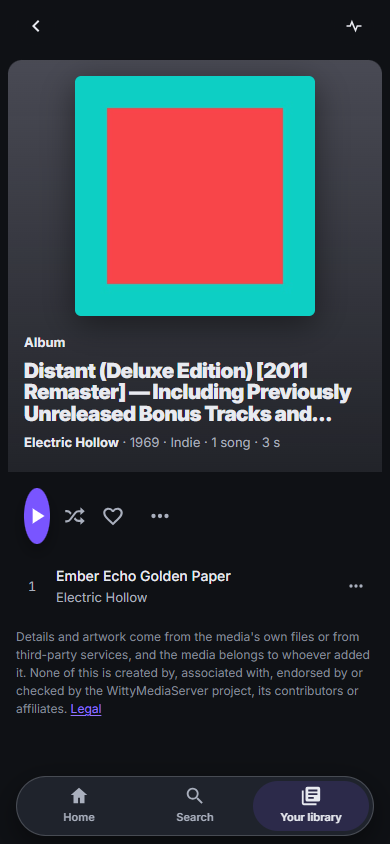 Album
Distant (Deluxe Edition) [2011
Remaster] — Including Previously
Unreleased Bonus Tracks and...
Electric Hollow · 1969 · Indie · 1 song · 3 s
1 Ember Echo Golden Paper
Electric Hollow
Details and artwork come from the media's own files or from
third-party services, and the media belongs to whoever added
it. None of this is created by, associated with, endorsed by or
checked by the WittyMediaServer project, its contributors or
affiliates. Legal
Home Search Your library